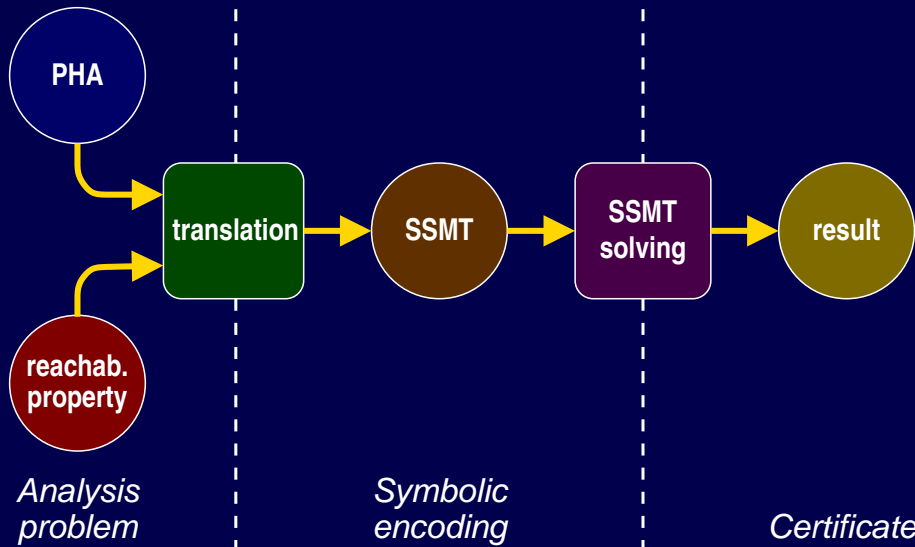 PHA
translation
SSMT
SSMT
solving
result
reachab.
property
Analysis
problem
Symbolic
encoding
Certificate